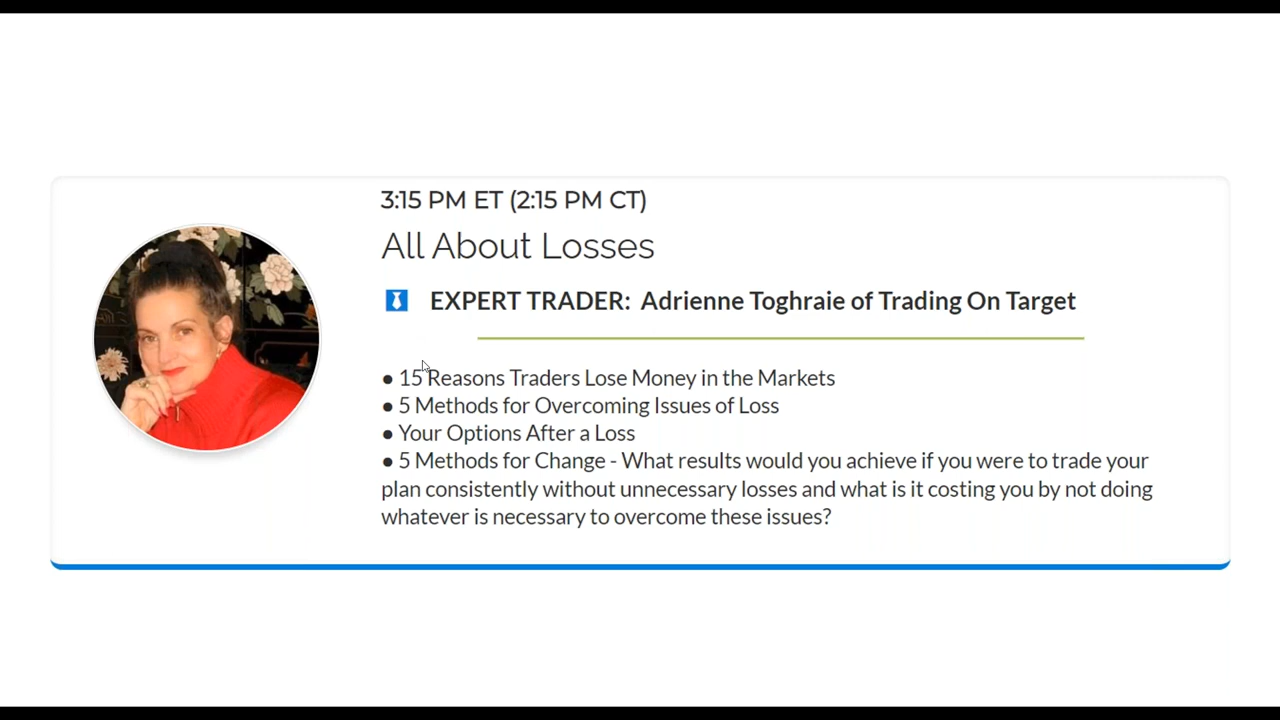 3:15 PM ET (2:15 PM CT)
All About Losses
EXPERT TRADER: Adrienne Toghraie of Trading On Target
● 15 Reasons Traders Lose Money in the Markets
● 5 Methods for Overcoming Issues of Loss
● Your Options After a Loss
● 5 Methods for Change - What results would you achieve if you were to trade your
plan consistently without unnecessary losses and what is it costing you by not doing
whatever is necessary to overcome these issues?